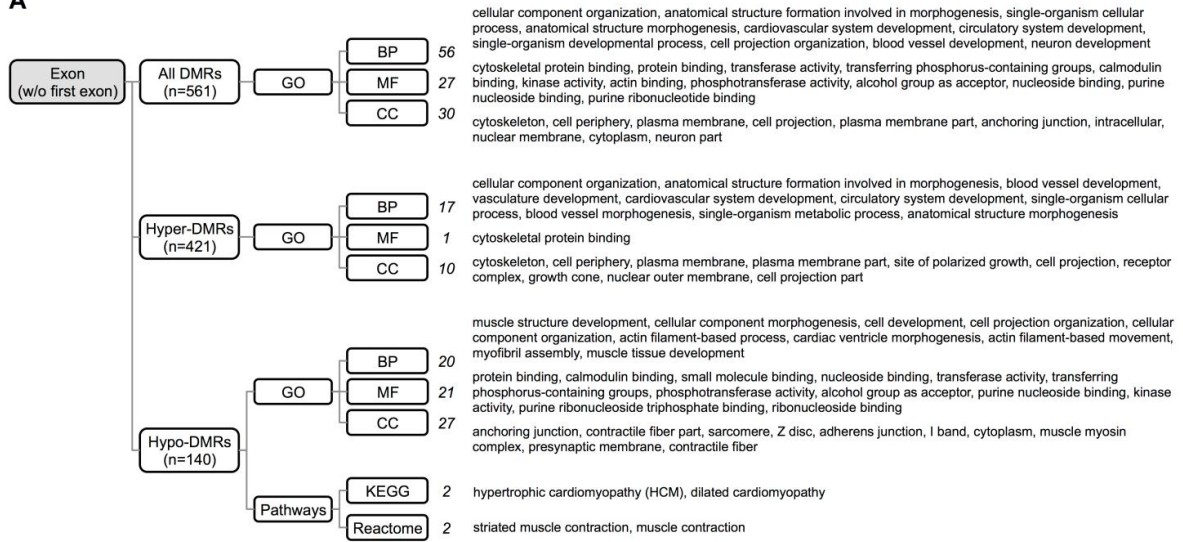 A
cellular component organization, anatomical structure formation involved in morphogenesis, single-organism cellular
process, anatomical structure morphogenesis, cardiovascular system development, circulatory system development,
single-organism developmental process, cell projection organization, blood vessel development, neuron development
Exon
(w/o first exon)
All DMRs
(n=561)
GO
BP 56
MF 27
CC 30
cytoskeletal protein binding, protein binding, transferase activity, transferring phosphorus-containing groups, calmodulin
binding, kinase activity, actin binding, phosphotransferase activity, alcohol group as acceptor, nucleoside binding, purine
nucleoside binding, purine ribonucleotide binding
cytoskeleton, cell periphery, plasma membrane, cell projection, plasma membrane part, anchoring junction, intracellular,
nuclear membrane, cytoplasm, neuron part
Hyper-DMRs
(n=421)
GO
BP 17
cellular component organization, anatomical structure formation involved in morphogenesis, blood vessel development,
vasculature development, cardiovascular system development, circulatory system development, single-organism cellular
process, blood vessel morphogenesis, single-organism metabolic process, anatomical structure morphogenesis
MF 1
cytoskeletal protein binding
CC 10
cytoskeleton, cell periphery, plasma membrane, plasma membrane part, site of polarized growth, cell projection, receptor
complex, growth cone, nuclear outer membrane, cell projection part
Hypo-DMRs
(n=140)
GO
BP 20
muscle structure development, cellular component morphogenesis, cell development, cell projection organization, cellular
component organization, actin filament-based process, cardiac ventricle morphogenesis, actin filament-based movement,
myofibril assembly, muscle tissue development
MF 21
protein binding, calmodulin binding, small molecule binding, nucleoside binding, transferase activity, transferring
phosphorus-containing groups, phosphotransferase activity, alcohol group as acceptor, purine nucleoside binding, kinase
activity, purine ribonucleoside triphosphate binding, ribonucleoside binding
CC 27
anchoring junction, contractile fiber part, sarcomere, Z disc, adherens junction, I band, cytoplasm, muscle myosin
complex, presynaptic membrane, contractile fiber
Pathways
KEGG 2
hypertrophic cardiomyopathy (HCM), dilated cardiomyopathy
Reactome 2
striated muscle contraction, muscle contraction